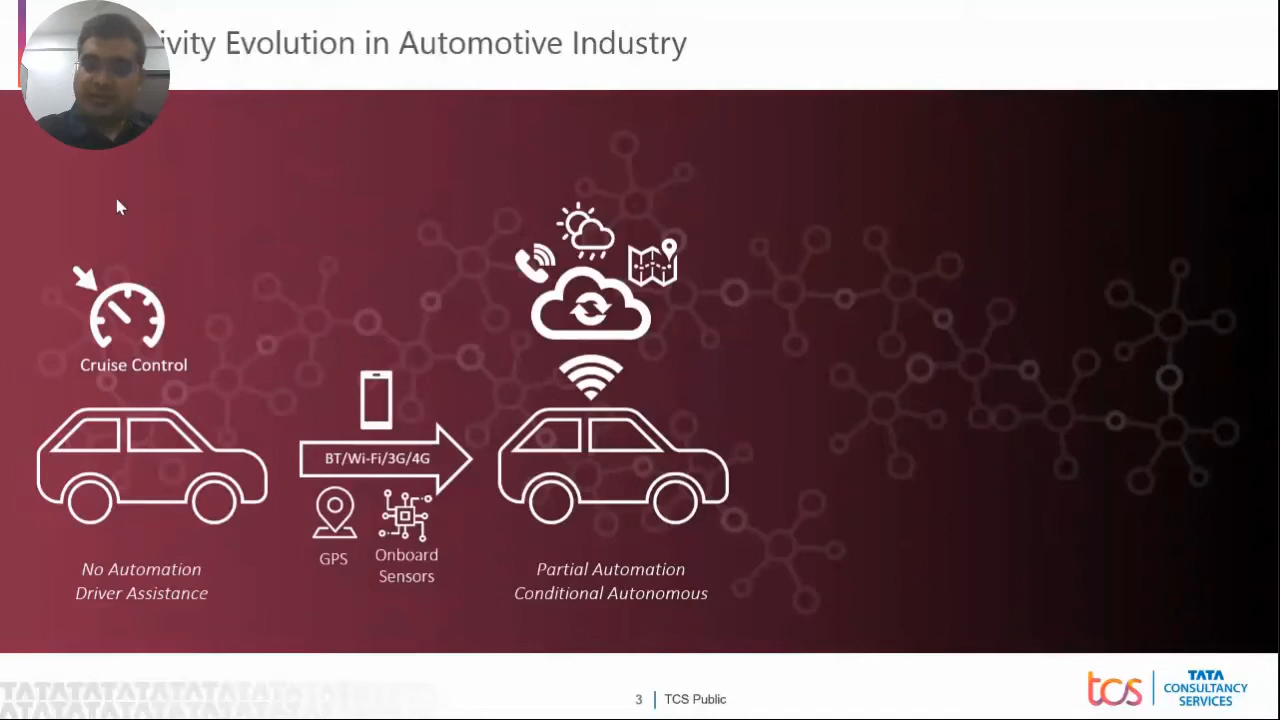 ivity Evolution in Automotive Industry
Cruise Control
BT/Wi-Fi/3G/4G
GPS
Onboard
Sensors
No Automation
Driver Assistance
Partial Automation
Conditional Autonomous
3
TCS Public
tcs
TATA
CONSULTANCY
SERVICES